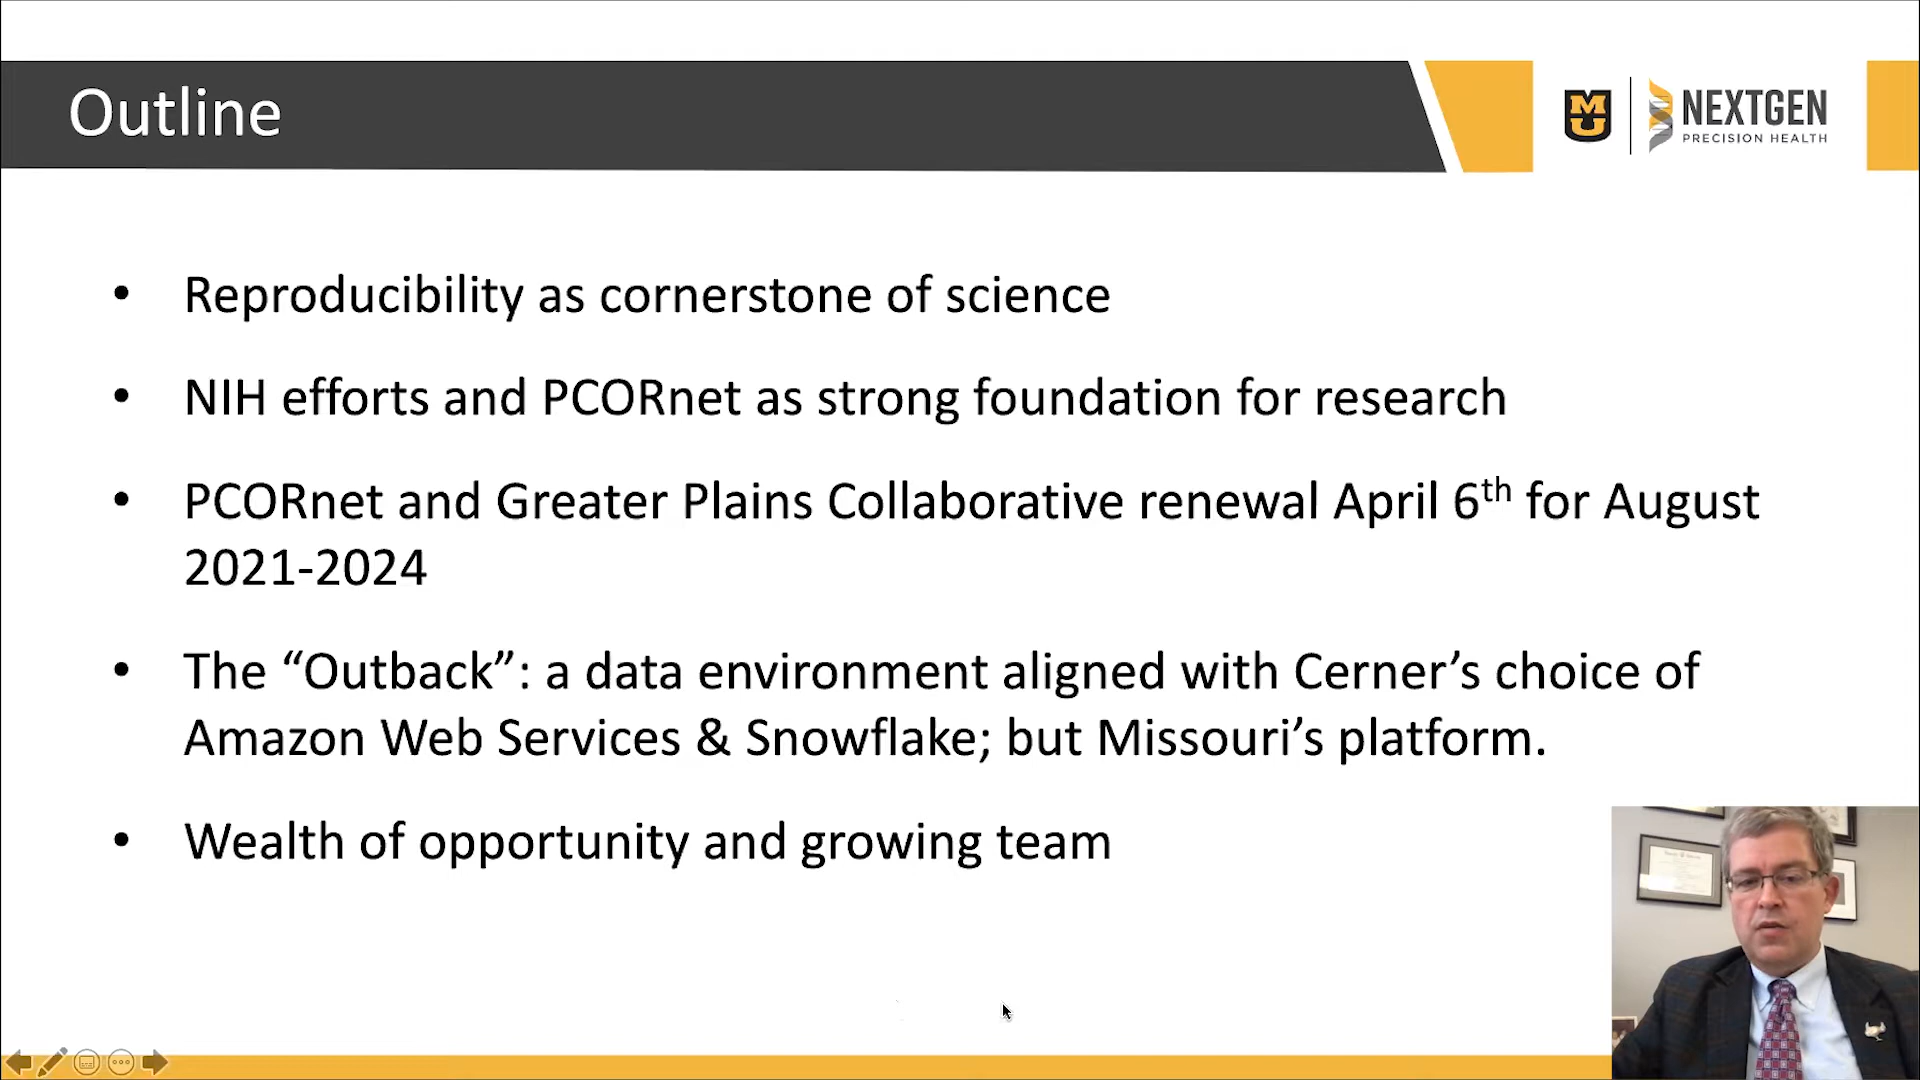 Outline
MU
NEXTGEN
PRECISION HEALTH
• Reproducibility as cornerstone of science
• NIH efforts and PCORnet as strong foundation for research
• PCORnet and Greater Plains Collaborative renewal April 6th for August
2021-2024
• The “Outback”: a data environment aligned with Cerner’s choice of
Amazon Web Services & Snowflake; but Missouri’s platform.
• Wealth of opportunity and growing team